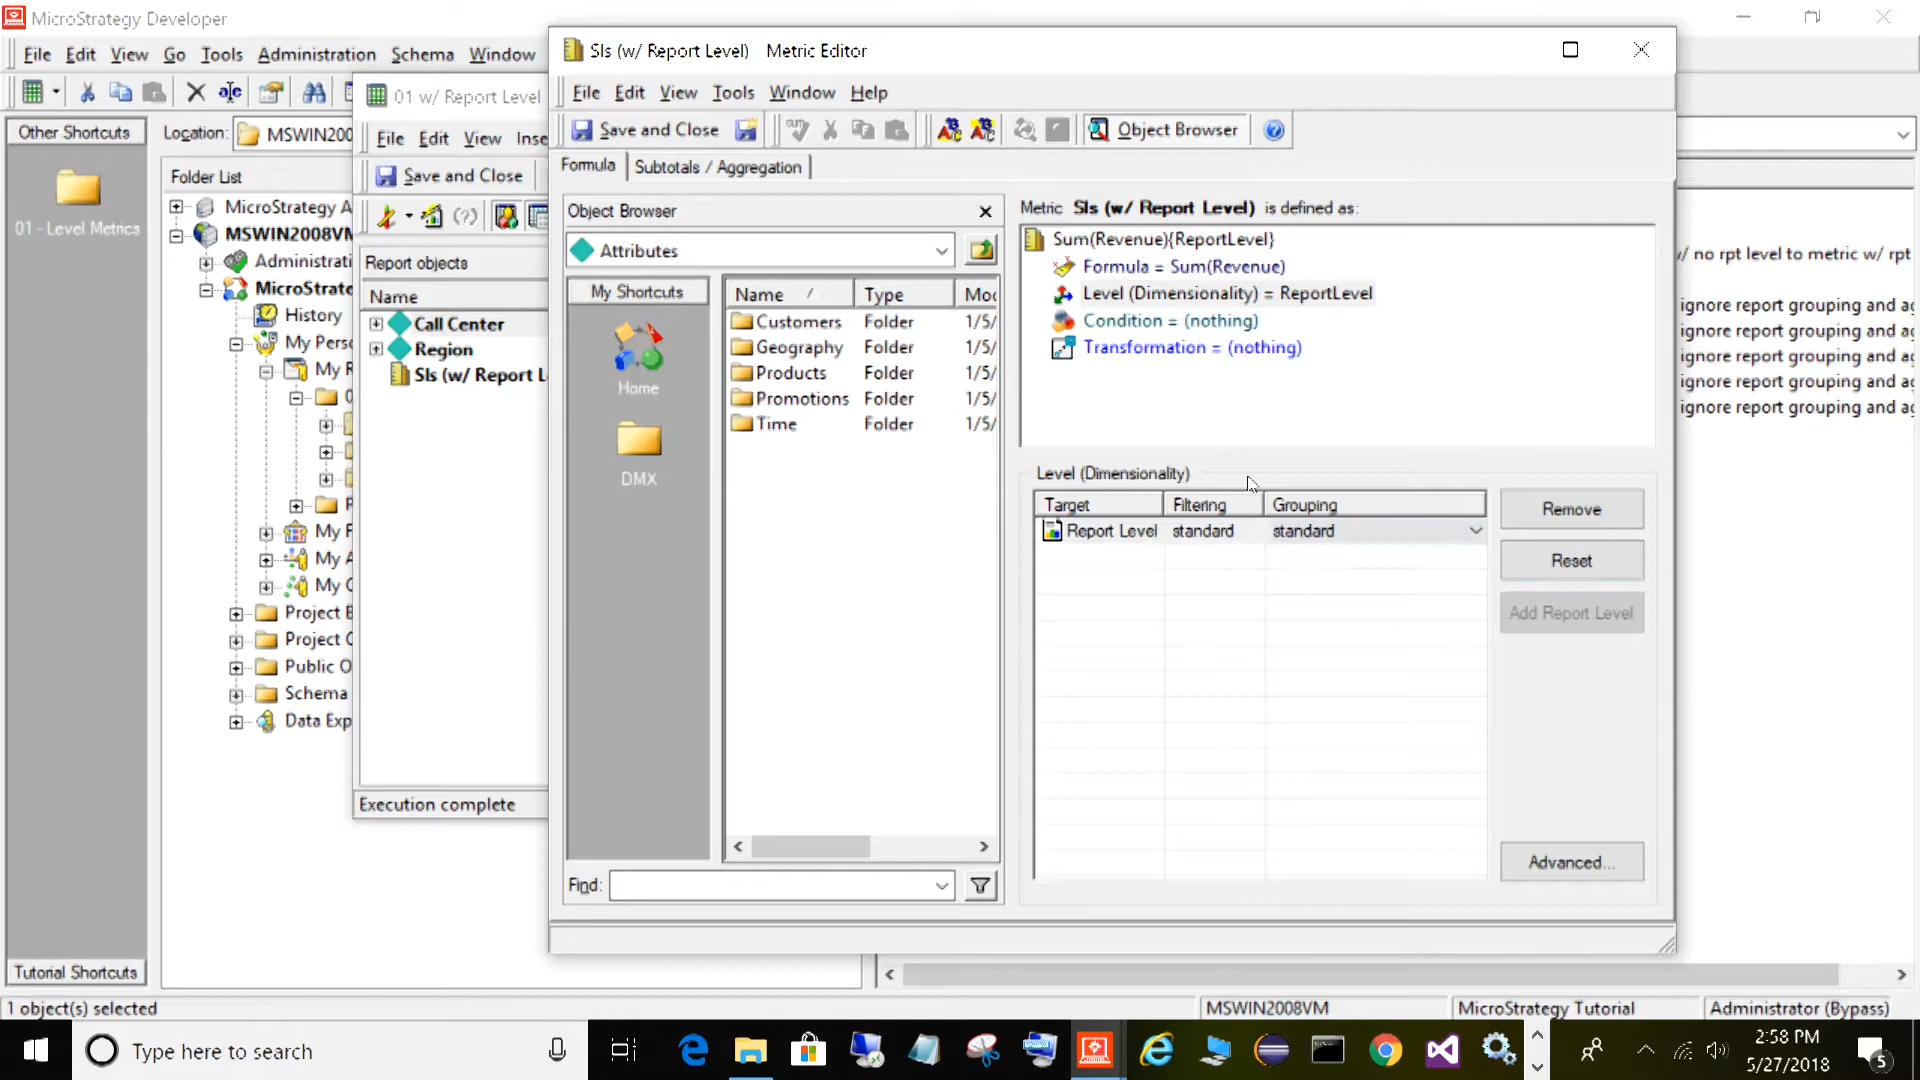 MicroStrategy Developer
File Edit View Go Tools Administration Schema Window
Other Shortcuts
01 - Level Metrics
Tutorial Shortcuts
Location: MSWIN200
Folder List
MicroStrategy A
MSWIN2008VM
Administrati
MicroStrate
History
My Perso
My R
0
P
My F
My A
My C
Project B
Project C
Public O
Schema
Data Exp
01 w/ Report Level
File Edit View Inse
Save and Close
Report objects
Name
Call Center
Region
Sls (w/ Report L
Execution complete
Sls (w/ Report Level) Metric Editor
File Edit View Tools Window Help
Save and Close
Object Browser
Formula
Subtotals / Aggregation
Object Browser
Attributes
My Shortcuts
Home
DMX
Name Type Mod
Customers Folder 1/5/
Geography Folder 1/5/
Products Folder 1/5/
Promotions Folder 1/5/
Time Folder 1/5/
Find:
Metric Sls (w/ Report Level) is defined as:
Sum(Revenue){ReportLevel}
Formula = Sum(Revenue)
Level (Dimensionality) = ReportLevel
Condition = (nothing)
Transformation = (nothing)
Level (Dimensionality)
Target Filtering Grouping
Report Level standard standard
Remove
Reset
Add Report Level
Advanced...
/ no rpt level to metric w/ rpt
ignore report grouping and ag
ignore report grouping and ag
ignore report grouping and ag
ignore report grouping and ag
ignore report grouping and ag
1 object(s) selected
MSWIN2008VM
MicroStrategy Tutorial
Administrator (Bypass)
Type here to search
2:58 PM
5/27/2018
5